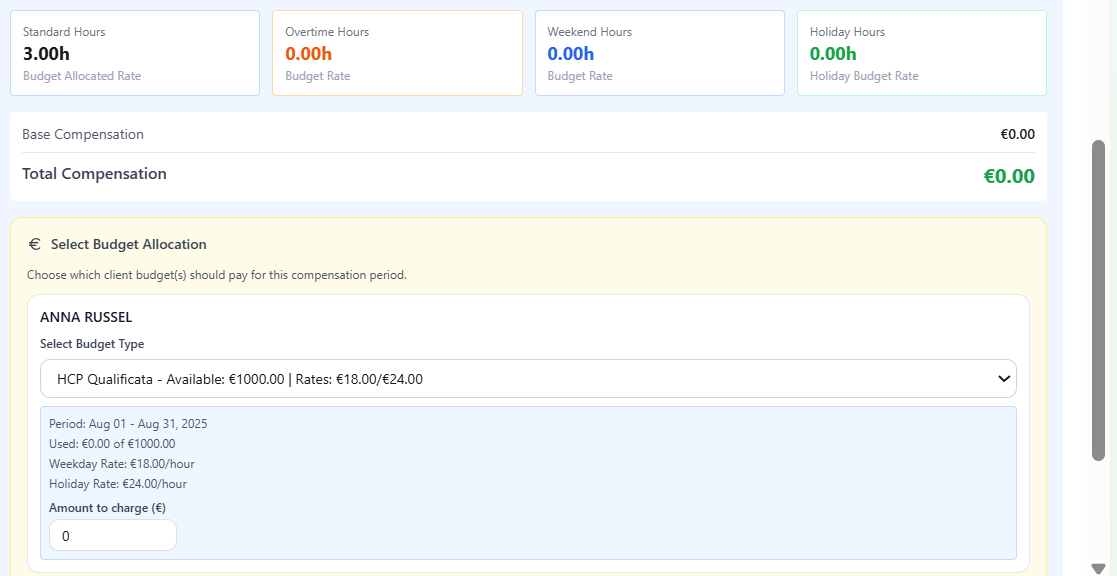 Standard Hours
3.00h
Budget Allocated Rate
Overtime Hours
0.00h
Budget Rate
Weekend Hours
0.00h
Budget Rate
Holiday Hours
0.00h
Holiday Budget Rate
Base Compensation €0.00
Total Compensation €0.00
€ Select Budget Allocation
Choose which client budget(s) should pay for this compensation period.
ANNA RUSSEL
Select Budget Type
HCP Qualificata - Available: €1000.00 | Rates: €18.00/€24.00
Period: Aug 01 - Aug 31, 2025
Used: €0.00 of €1000.00
Weekday Rate: €18.00/hour
Holiday Rate: €24.00/hour
Amount to charge (€)
0